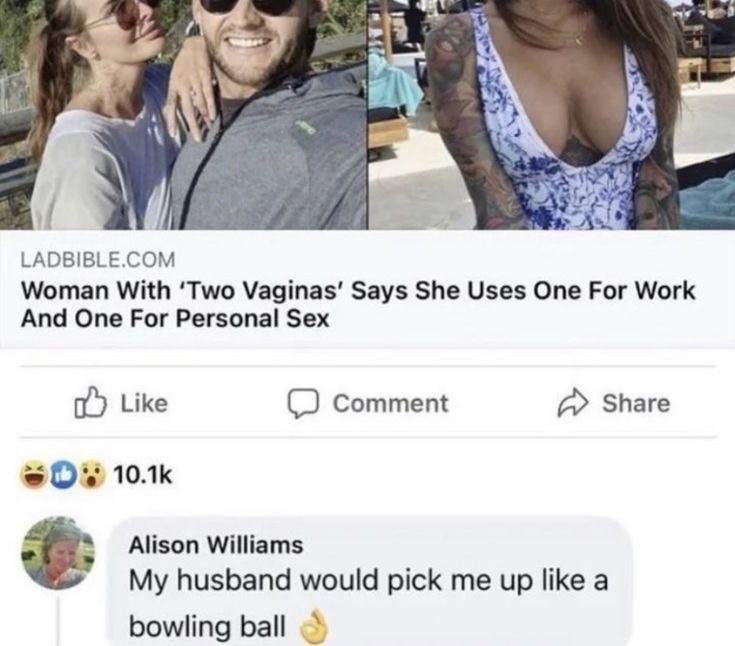 LADBIBLE.COM
Woman With 'Two Vaginas' Says She Uses One For Work
And One For Personal Sex
Like
Comment
Share
10.1k
Alison Williams
My husband would pick me up like a
bowling ball 👌